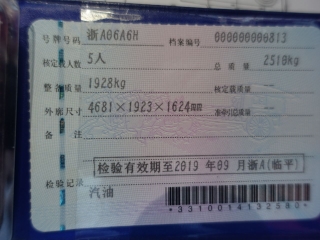 号牌号码 浙A06A6H 档案编号 000000006813
核定载人数 5人 总质量 2518kg
整备质量 1928kg 核定载质量 --
外廓尺寸 4681×1923×1624mm 准牵引总质量 --
备注
检验有效期至2019年09月浙A(临平)
检验记录 汽油
*3310014132580*